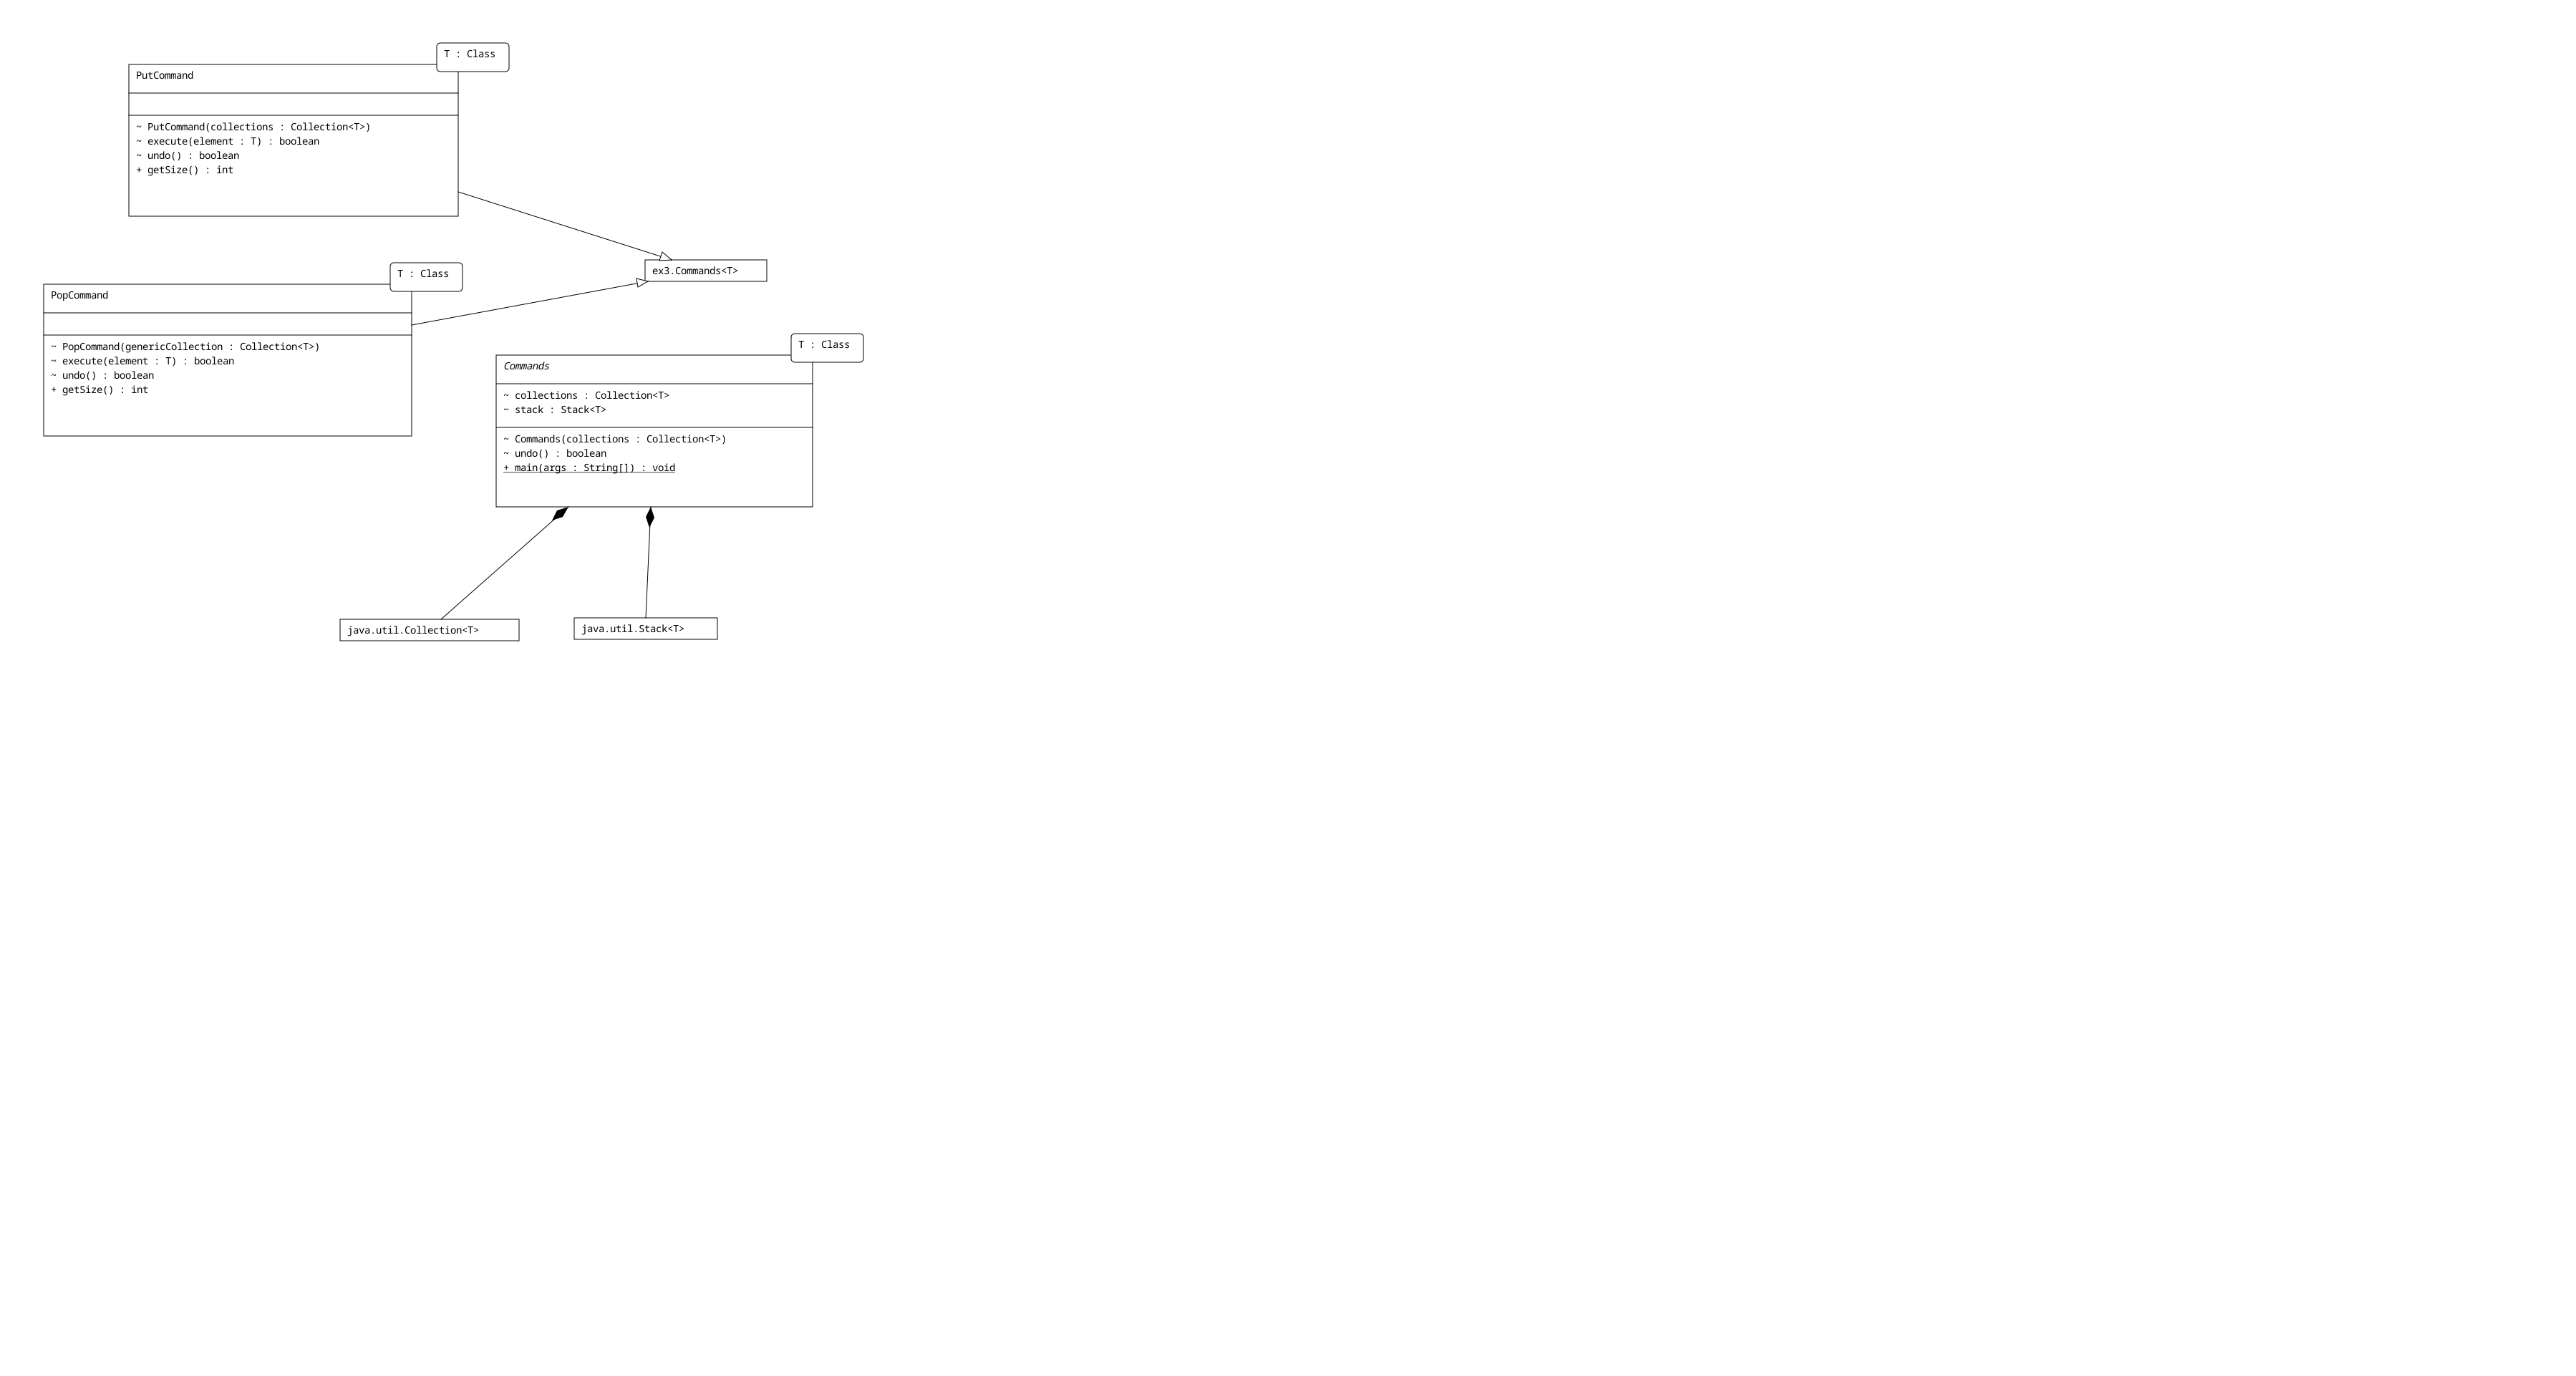 T : Class
PutCommand
~ PutCommand(collections : Collection<T>)
~ execute(element : T) : boolean
~ undo() : boolean
+ getSize() : int
ex3.Commands<T>
T : Class
PopCommand
~ PopCommand(genericCollection : Collection<T>)
~ execute(element : T) : boolean
~ undo() : boolean
+ getSize() : int
T : Class
Commands
~ collections : Collection<T>
~ stack : Stack<T>
~ Commands(collections : Collection<T>)
~ undo() : boolean
+ main(args : String[]) : void
java.util.Collection<T>
java.util.Stack<T>